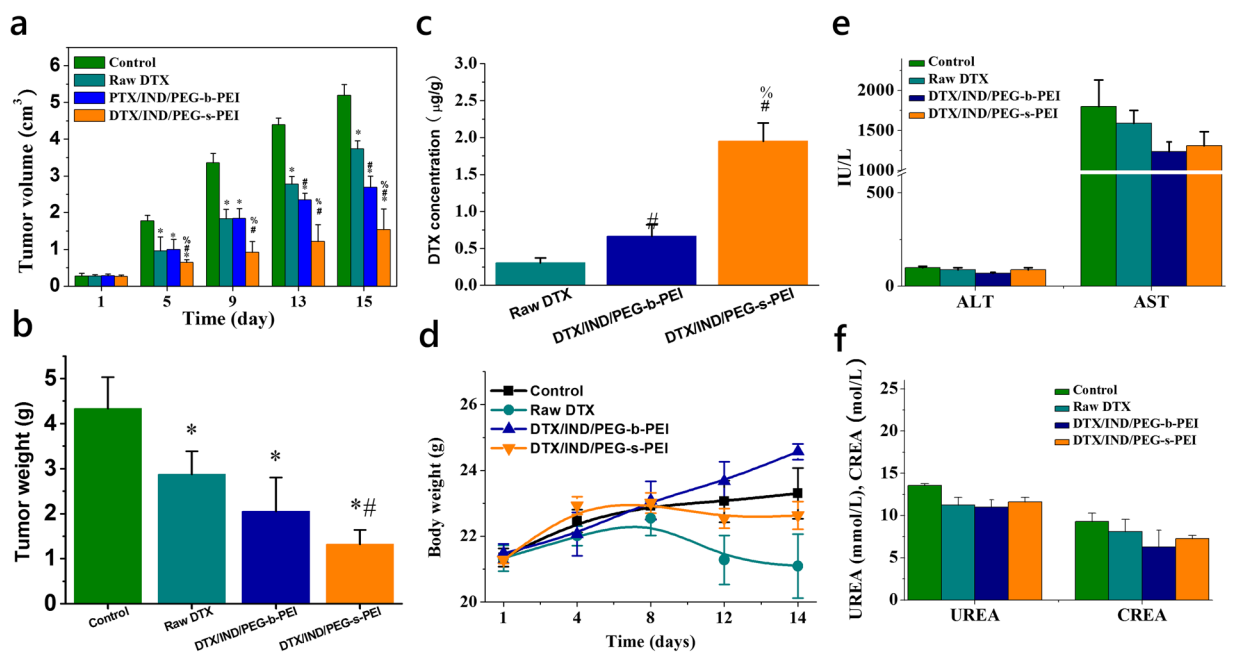 a
Tumor volume (cm3)
6
5
4
3
2
1
0
Control
Raw DTX
PTX/IND/PEG-b-PEI
DTX/IND/PEG-s-PEI
* * % # *
* * % #
* # * % #
* # * % # *
1 5 9 13 15
Time (day)
b
Tumor weight (g)
5
4
3
2
1
0
* * *#
Control Raw DTX DTX/IND/PEG-b-PEI DTX/IND/PEG-s-PEI
c
DTX concentration ( μg/g)
3.0
2.5
2.0
1.5
1.0
0.5
0.0
#
%
#
Raw DTX DTX/IND/PEG-b-PEI DTX/IND/PEG-s-PEI
d
Body weight (g)
26
24
22
20
Control
Raw DTX
DTX/IND/PEG-b-PEI
DTX/IND/PEG-s-PEI
1 4 8 12 14
Time (days)
e
IU/L
2000
1500
1000
500
0
Control
Raw DTX
DTX/IND/PEG-b-PEI
DTX/IND/PEG-s-PEI
ALT AST
f
UREA (mmol/L), CREA (mol/L)
25
20
15
10
5
0
Control
Raw DTX
DTX/IND/PEG-b-PEI
DTX/IND/PEG-s-PEI
UREA CREA